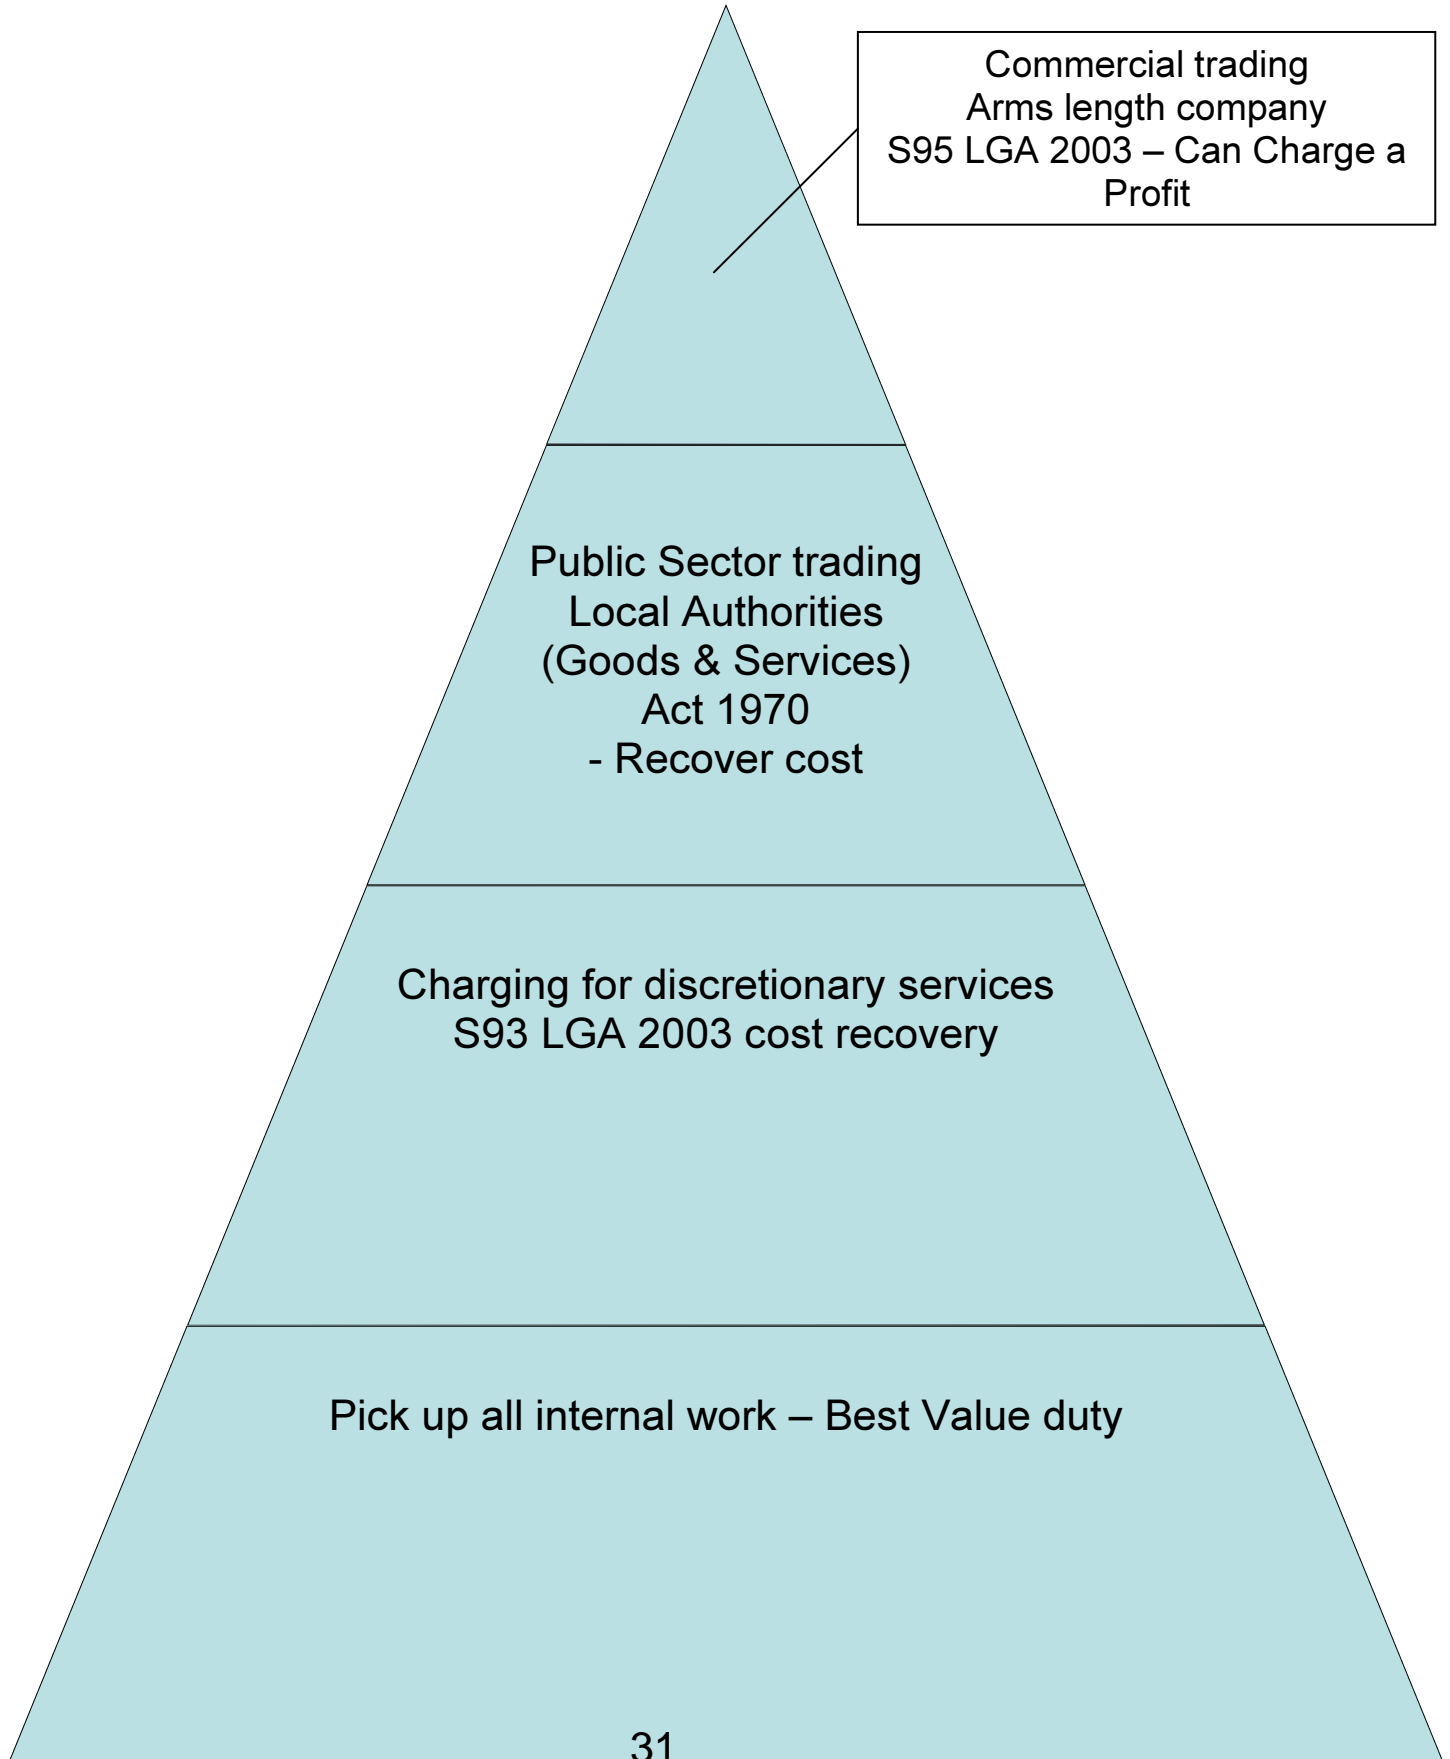 Commercial trading
Arms length company
S95 LGA 2003 – Can Charge a
Profit
Public Sector trading
Local Authorities
(Goods & Services)
Act 1970
- Recover cost
Charging for discretionary services
S93 LGA 2003 cost recovery
Pick up all internal work – Best Value duty
31